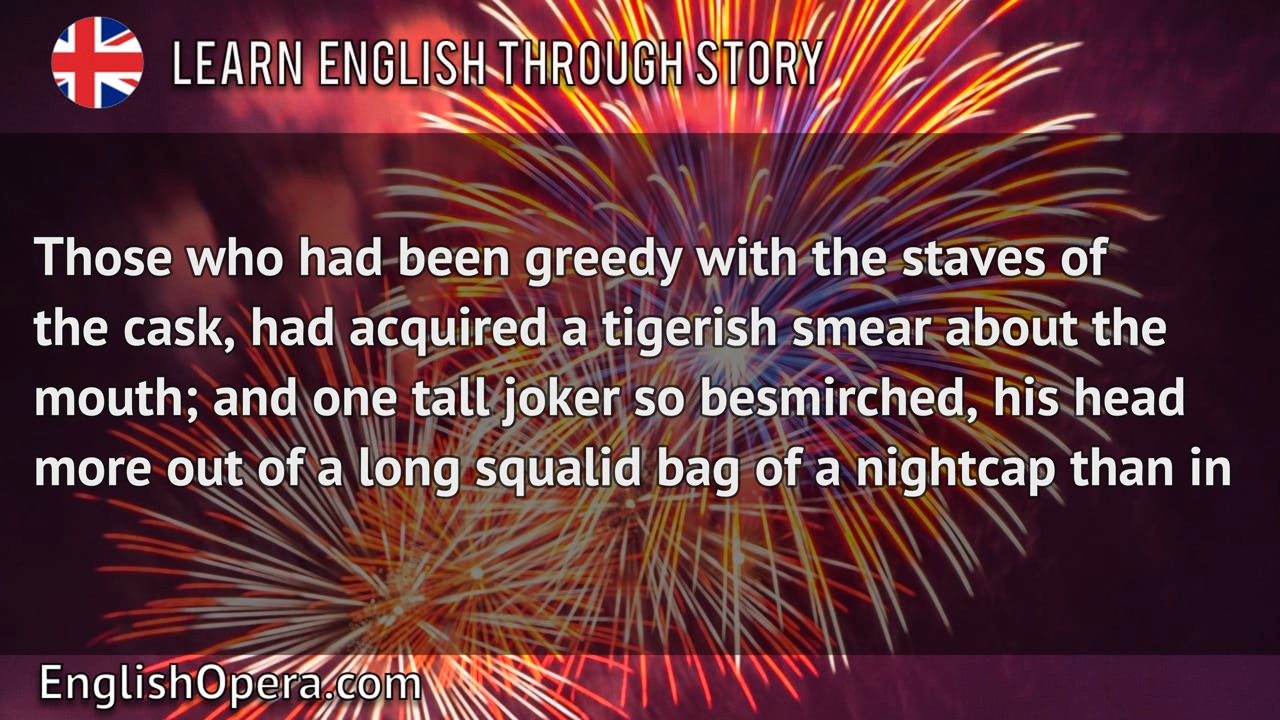 LEARN ENGLISH THROUGH STORY
Those who had been greedy with the staves of
the cask, had acquired a tigerish smear about the
mouth; and one tall joker so besmirched, his head
more out of a long squalid bag of a nightcap than in
EnglishOpera.com